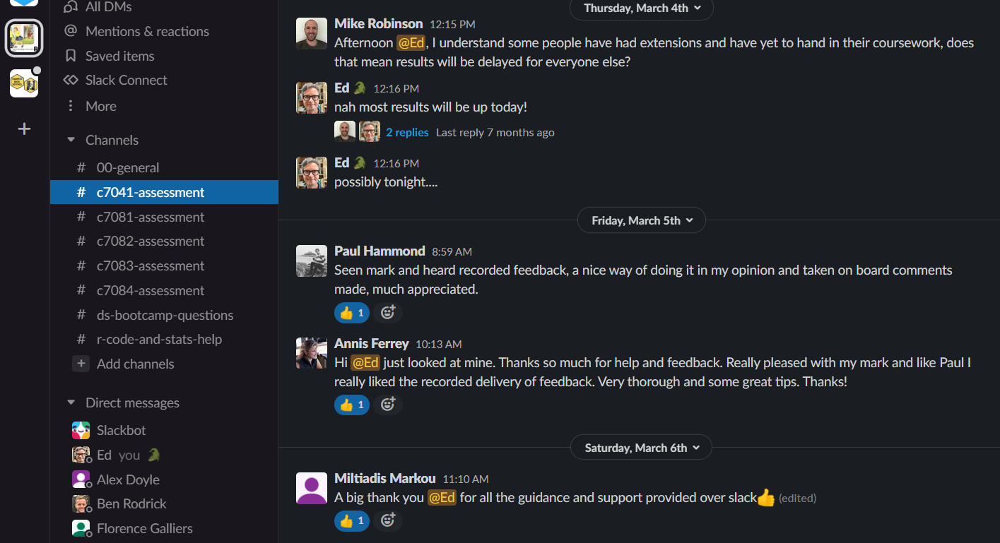 All DMs
Mentions & reactions
Saved items
Slack Connect
More
Channels
# 00-general
# c7041-assessment
# c7081-assessment
# c7082-assessment
# c7083-assessment
# c7084-assessment
# ds-bootcamp-questions
# r-code-and-stats-help
+ Add channels
Direct messages
Slackbot
Ed you
Alex Doyle
Ben Rodrick
Florence Galliers
Thursday, March 4th
Mike Robinson 12:15 PM
Afternoon @Ed, I understand some people have had extensions and have yet to hand in their coursework, does
that mean results will be delayed for everyone else?
Ed 🐊 12:16 PM
nah most results will be up today!
2 replies Last reply 7 months ago
Ed 🐊 12:16 PM
possibly tonight....
Friday, March 5th
Paul Hammond 8:59 AM
Seen mark and heard recorded feedback, a nice way of doing it in my opinion and taken on board comments
made, much appreciated.
👍 1
Annis Ferrey 10:13 AM
Hi @Ed just looked at mine. Thanks so much for help and feedback. Really pleased with my mark and like Paul I
really liked the recorded delivery of feedback. Very thorough and some great tips. Thanks!
👍 1
Saturday, March 6th
Miltiadis Markou 11:10 AM
A big thank you @Ed for all the guidance and support provided over slack👍 (edited)
👍 1